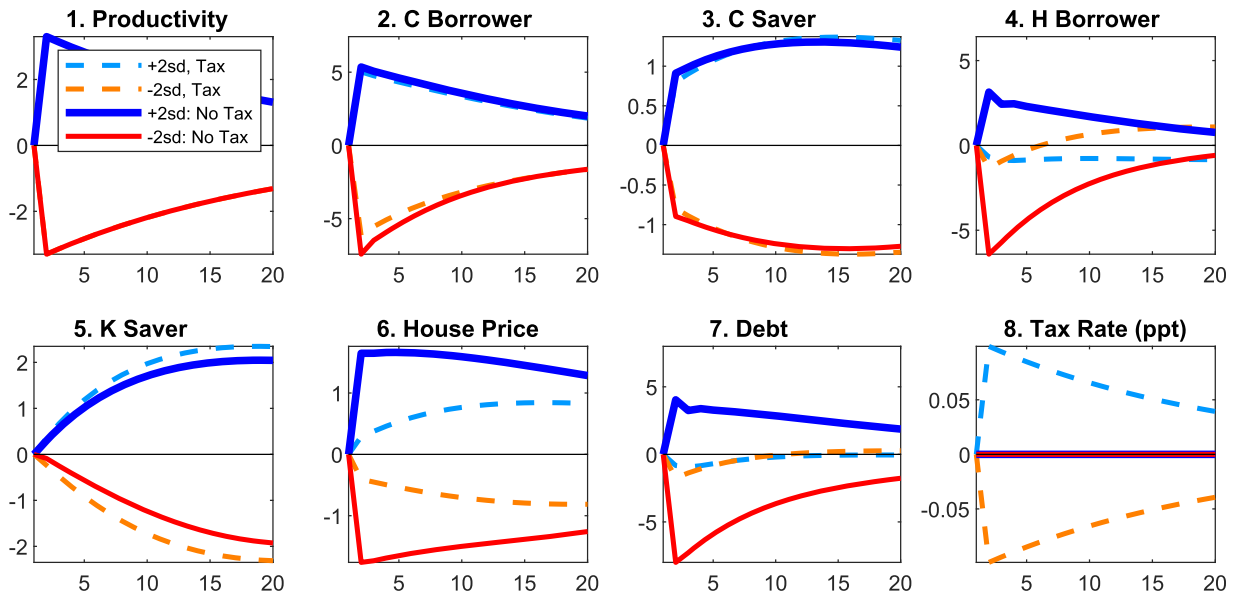 1. Productivity
2
0
-2
5 10 15 20
+2sd, Tax
-2sd, Tax
+2sd: No Tax
-2sd: No Tax
2. C Borrower
5
0
-5
5 10 15 20
3. C Saver
1
0.5
0
-0.5
-1
5 10 15 20
4. H Borrower
5
0
-5
5 10 15 20
5. K Saver
2
1
0
-1
-2
5 10 15 20
6. House Price
1
0
-1
5 10 15 20
7. Debt
5
0
-5
5 10 15 20
8. Tax Rate (ppt)
0.05
0
-0.05
5 10 15 20